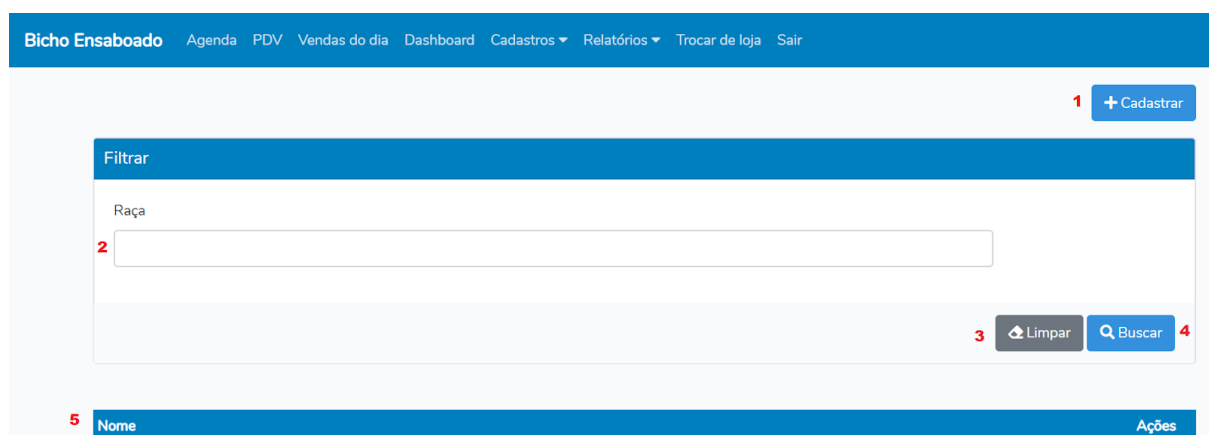 Bicho Ensaboado Agenda PDV Vendas do dia Dashboard Cadastros Relatórios Trocar de loja Sair
1 Cadastrar
Filtrar
Raça
2
3 Limpar Buscar 4
5 Nome Ações